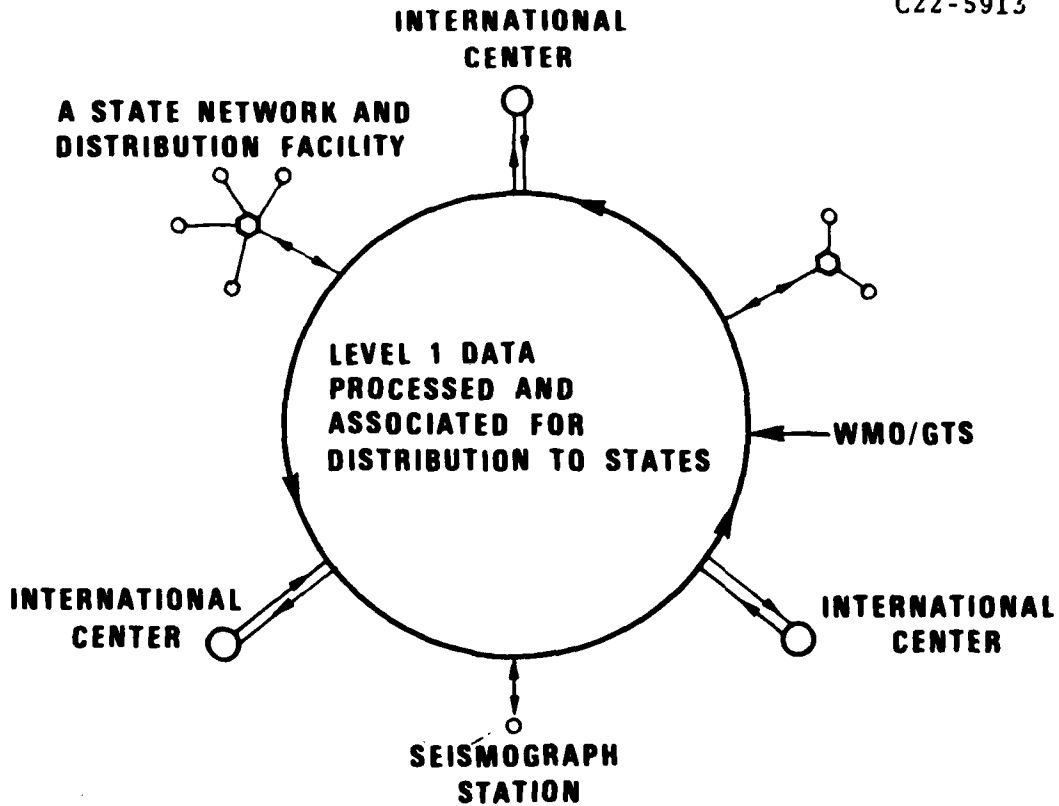 C22-5913
INTERNATIONAL
CENTER
A STATE NETWORK AND
DISTRIBUTION FACILITY
LEVEL 1 DATA
PROCESSED AND
ASSOCIATED FOR
DISTRIBUTION TO STATES
WMO/GTS
INTERNATIONAL
CENTER
INTERNATIONAL
CENTER
SEISMOGRAPH
STATION